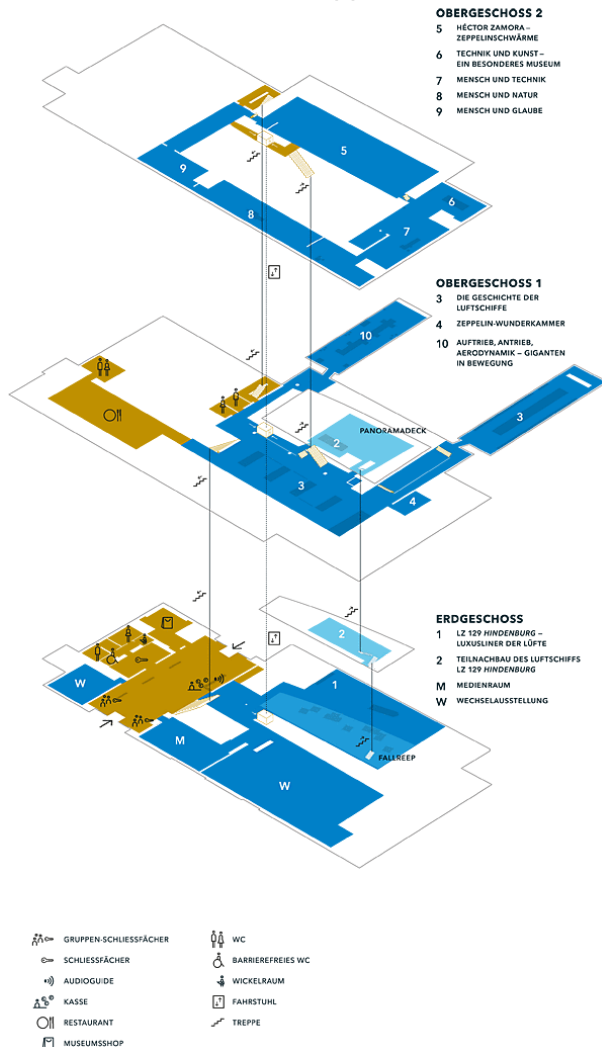 OBERGESCHOSS 2
5 HÉCTOR ZAMORA –
ZEPPELINSCHWÄRME
6 TECHNIK UND KUNST –
EIN BESONDERES MUSEUM
7 MENSCH UND TECHNIK
8 MENSCH UND NATUR
9 MENSCH UND GLAUBE
5
9
6
8
7
OBERGESCHOSS 1
3 DIE GESCHICHTE DER
LUFTSCHIFFE
4 ZEPPELIN-WUNDERKAMMER
10 AUFTRIEB, ANTRIEB,
AERODYNAMIK – GIGANTEN
IN BEWEGUNG
10
3
PANORAMADECK
2
3
4
ERDGESCHOSS
1 LZ 129 HINDENBURG –
LUXUSLINER DER LÜFTE
2 TEILNACHBAU DES LUFTSCHIFFS
LZ 129 HINDENBURG
M MEDIENRAUM
W WECHSELAUSSTELLUNG
2
W
1
M
FALLREEP
W
GRUPPEN-SCHLIESSFÄCHER
SCHLIESSFÄCHER
AUDIOGUIDE
KASSE
RESTAURANT
MUSEUMSHOP
WC
BARRIEREFREIES WC
WICKELRAUM
FAHRSTUHL
TREPPE